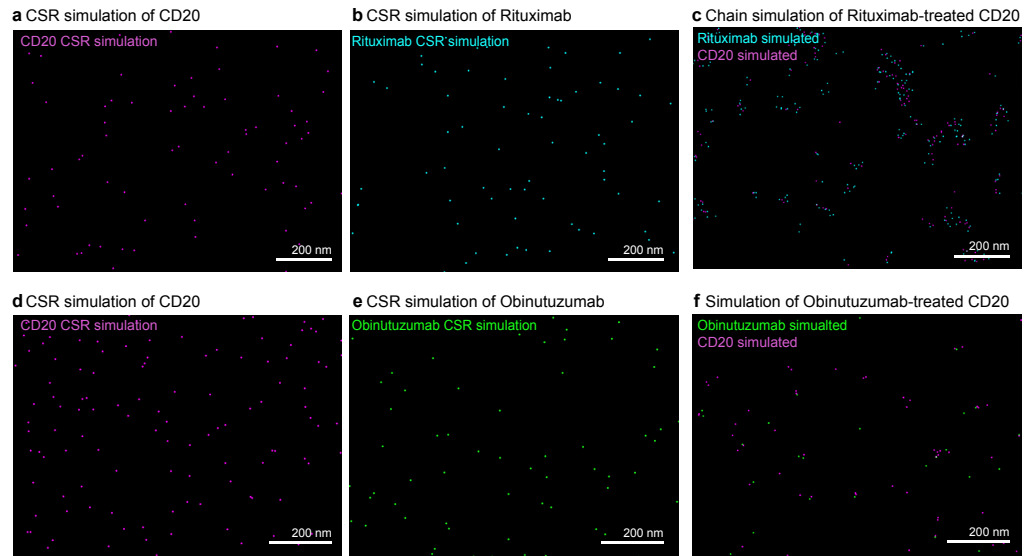 a CSR simulation of CD20
CD20 CSR simulation
200 nm
b CSR simulation of Rituximab
Rituximab CSR simulation
200 nm
c Chain simulation of Rituximab-treated CD20
Rituximab simulated
CD20 simulated
200 nm
d CSR simulation of CD20
CD20 CSR simulation
200 nm
e CSR simulation of Obinutuzumab
Obinutuzumab CSR simulation
200 nm
f Simulation of Obinutuzumab-treated CD20
Obinutuzumab simualted
CD20 simulated
200 nm